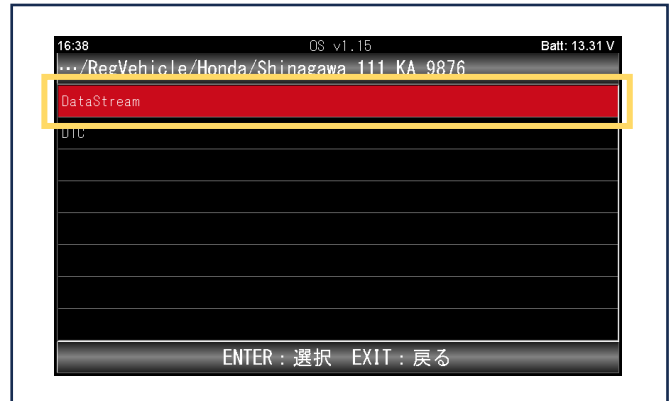 16:38 OS v1.15 Batt: 13.31 V
…/RegVehicle/Honda/Shinagawa 111 KA 9876
DataStream
DTC
ENTER：選択 EXIT：戻る